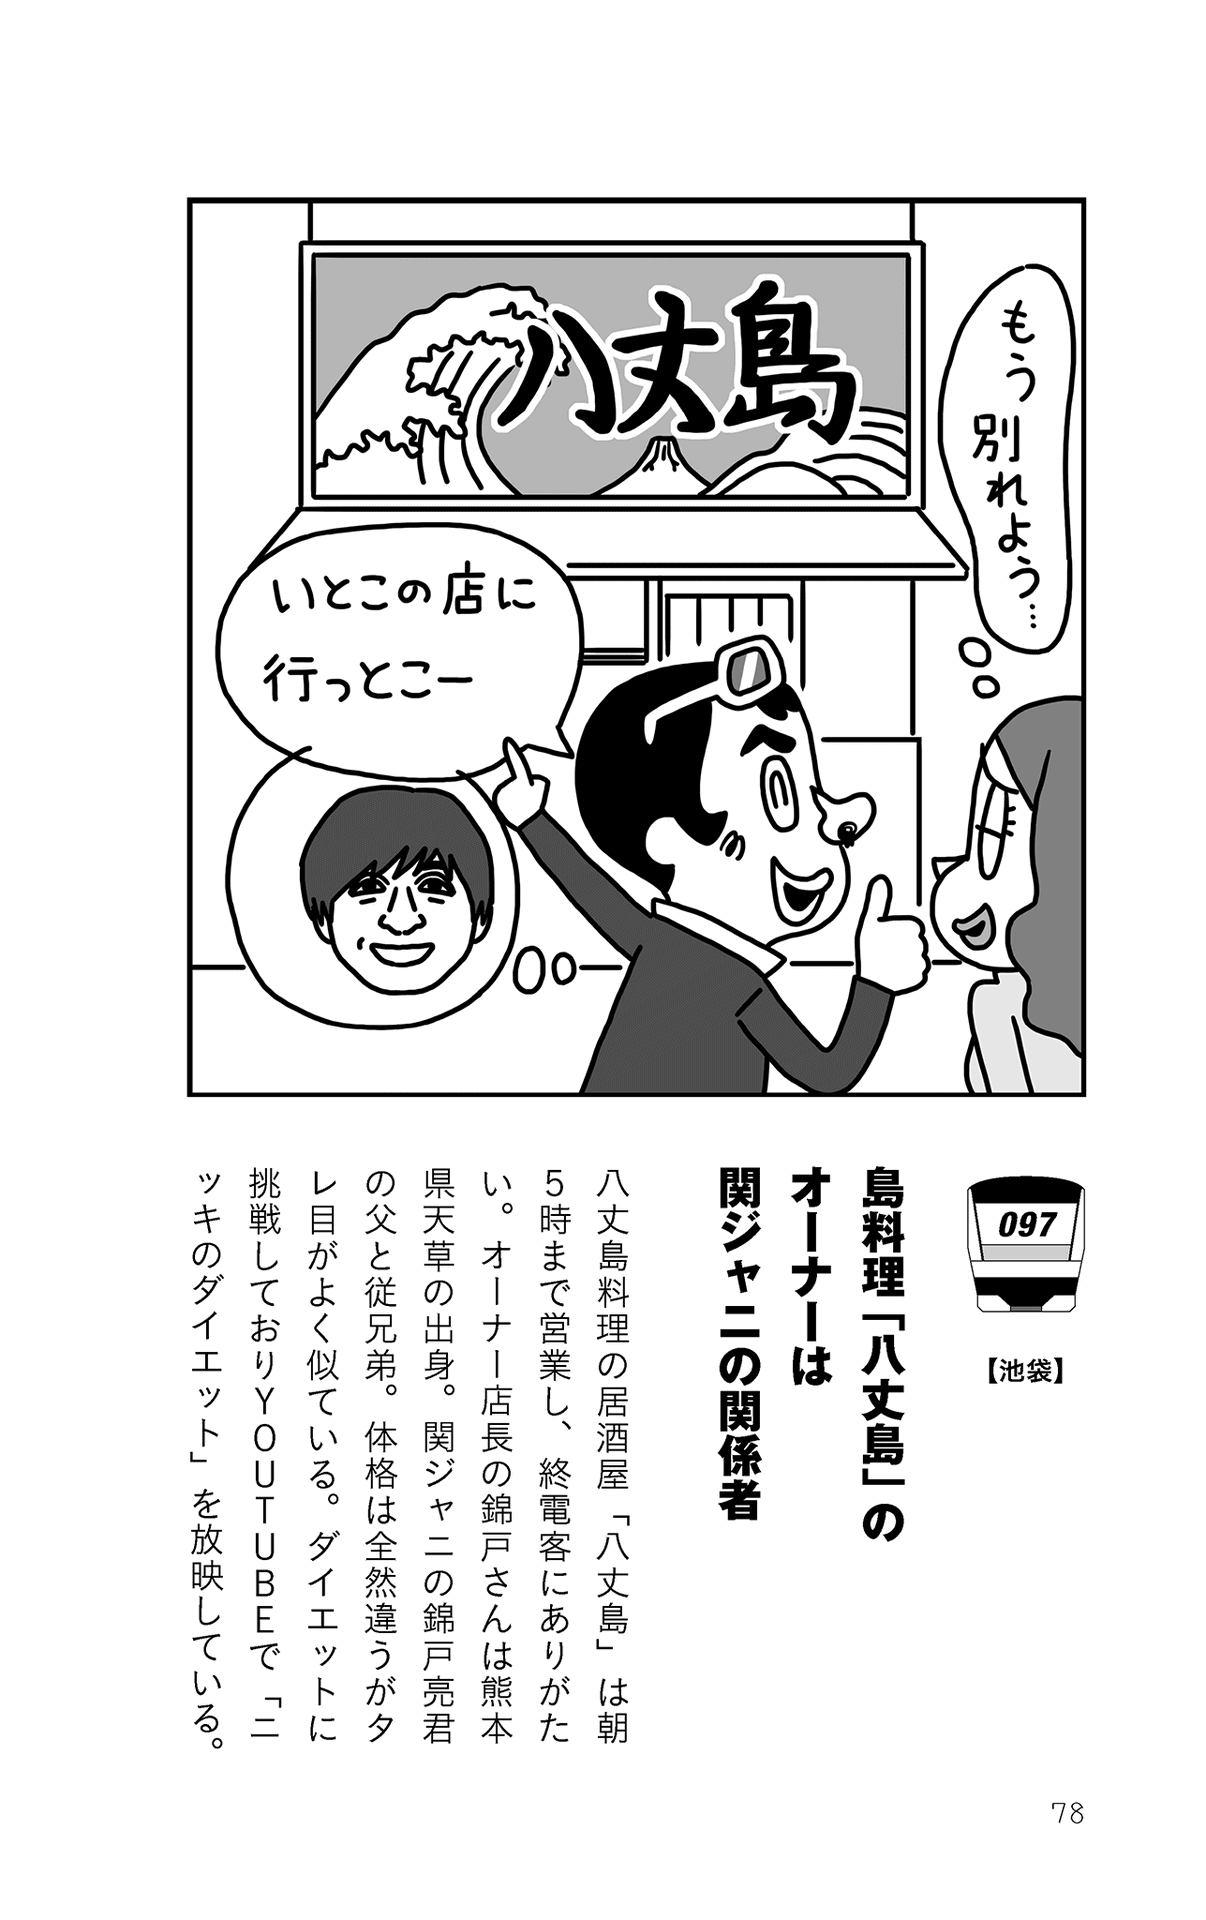 八丈島
もう別れよう…
いとこの店に
行っとこー
097
【池袋】
島料理「八丈島」の
オーナーは
関ジャニの関係者
八丈島料理の居酒屋「八丈島」は朝
5時まで営業し、終電客にありがた
い。オーナー店長の錦戸さんは熊本
県天草の出身。関ジャニの錦戸亮君
の父と従兄弟。体格は全然違うがタ
レ目がよく似ている。ダイエットに
挑戦しておりYOUTUBEで「ニ
ッキのダイエット」を放映している。
78